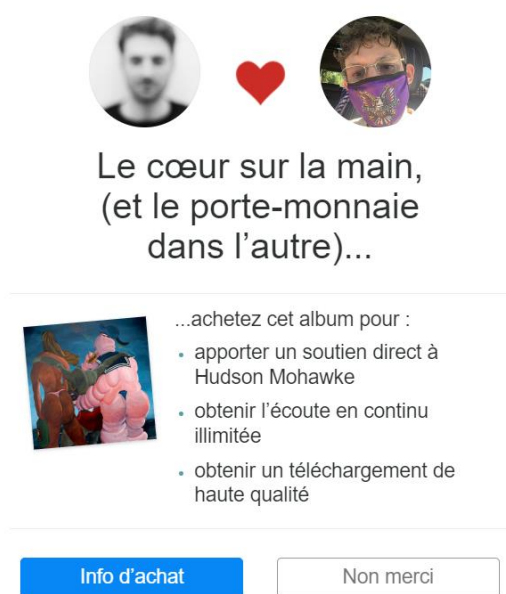 Le cœur sur la main,
(et le porte-monnaie
dans l’autre)...
...achetez cet album pour :
• apporter un soutien direct à
Hudson Mohawke
• obtenir l’écoute en continu
illimitée
• obtenir un téléchargement de
haute qualité
Info d’achat
Non merci